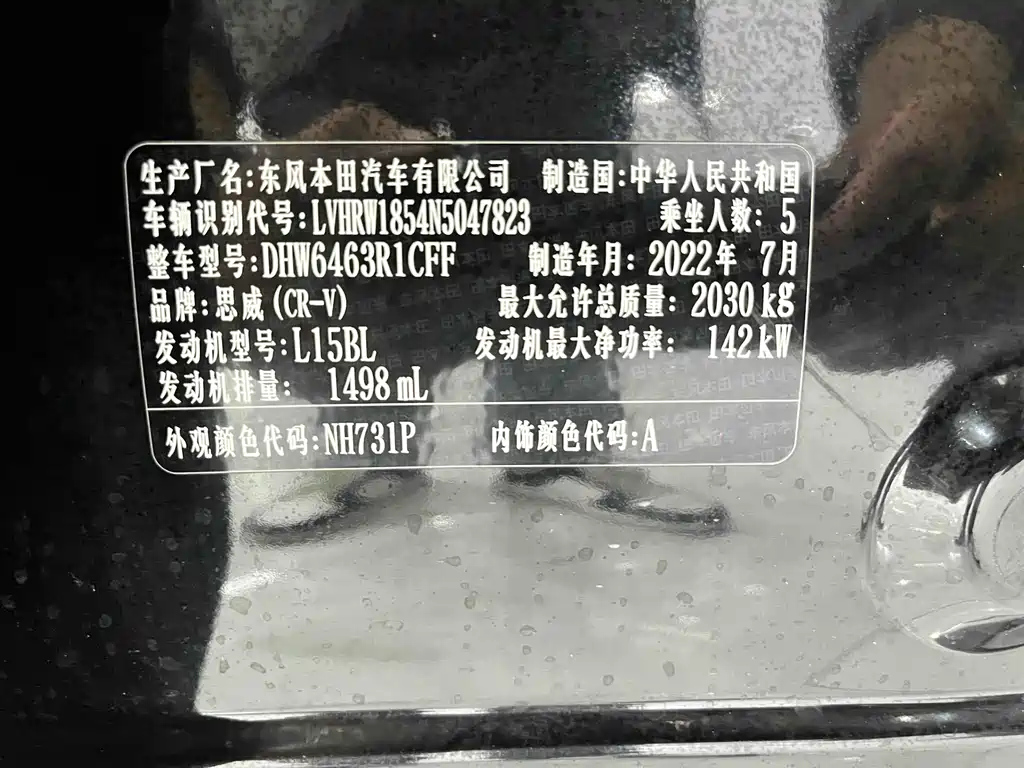 生产厂名:东风本田汽车有限公司 制造国:中华人民共和国
车辆识别代号:LVHRW1854N5047823 乘坐人数: 5
整车型号:DHW6463R1CFF 制造年月: 2022年 7月
品牌:思威(CR-V) 最大允许总质量: 2030 kg
发动机型号:L15BL 发动机最大净功率: 142 kW
发动机排量: 1498 mL
外观颜色代码:NH731P 内饰颜色代码:A